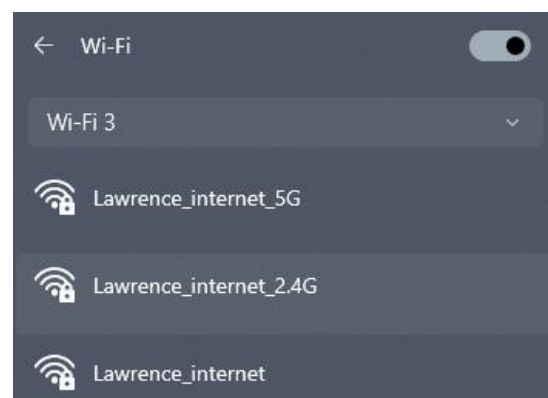 Wi-Fi
Wi-Fi 3
Lawrence_internet_5G
Lawrence_internet_2.4G
Lawrence_internet